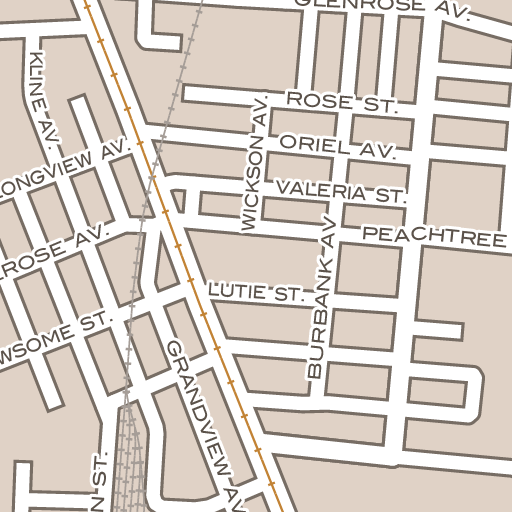 GLENROSE AV.
KLINE AV.
ROSE ST.
WICKSON AV.
ORIEL AV.
LONGVIEW AV.
VALERIA ST.
PEACHTREE
LROSE AV.
BURBANK AV
LUTIE ST.
WSOME ST.
GRANDVIEW AV
N ST.